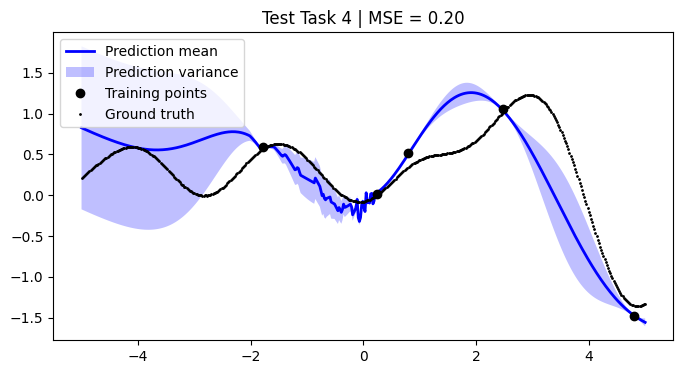 Test Task 4 | MSE = 0.20
Prediction mean
Prediction variance
Training points
Ground truth
1.5
1.0
0.5
0.0
−0.5
−1.0
−1.5
−4
−2
0
2
4